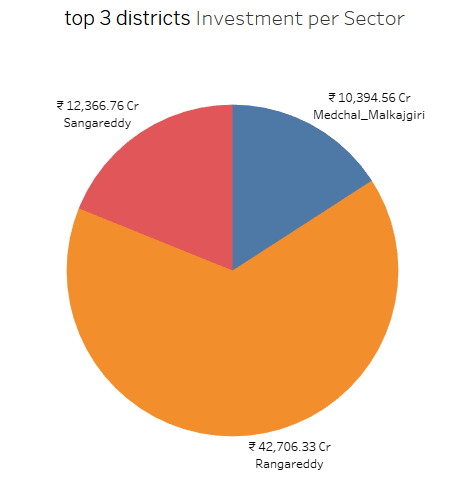 top 3 districts Investment per Sector
₹ 12,366.76 Cr
Sangareddy
₹ 10,394.56 Cr
Medchal_Malkajgiri
₹ 42,706.33 Cr
Rangareddy